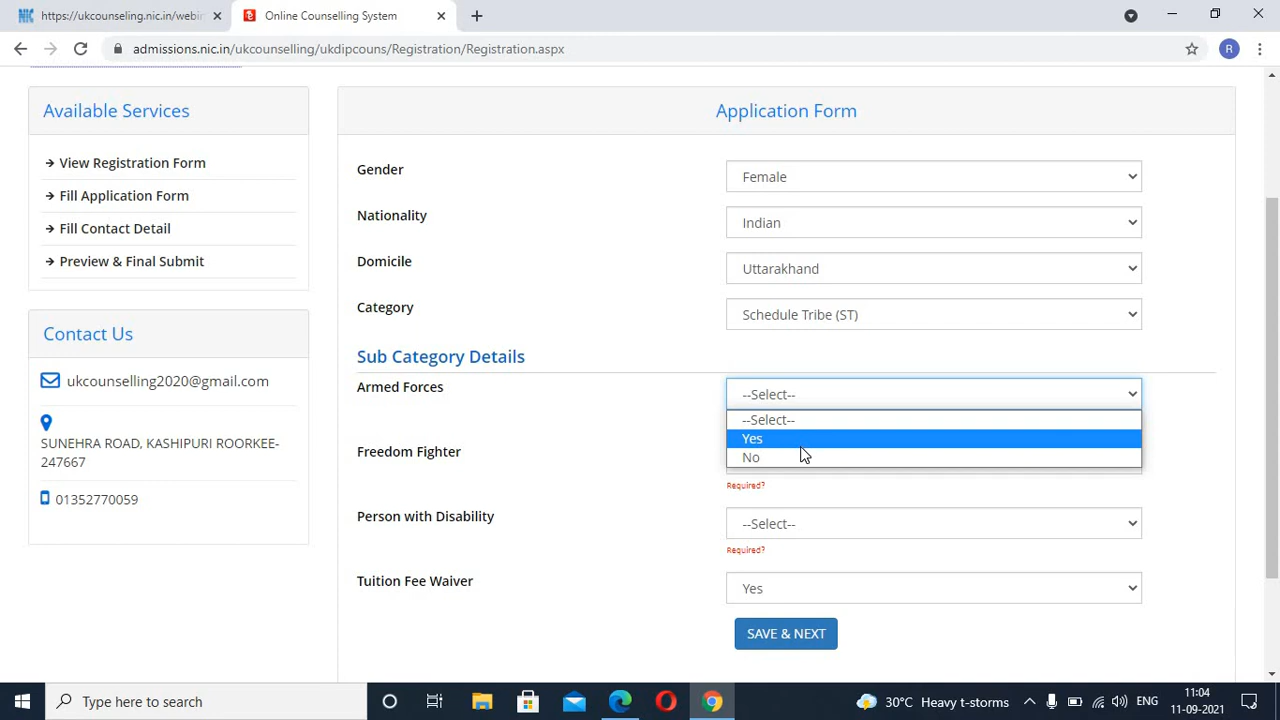 https://ukcounseling.nic.in/webin
Online Counselling System
admissions.nic.in/ukcounselling/ukdipcouns/Registration/Registration.aspx
R
Available Services
View Registration Form
Fill Application Form
Fill Contact Detail
Preview & Final Submit
Contact Us
ukcounselling2020@gmail.com
SUNEHRA ROAD, KASHIPURI ROORKEE-
247667
01352770059
Application Form
Gender
Female
Nationality
Indian
Domicile
Uttarakhand
Category
Schedule Tribe (ST)
Sub Category Details
Armed Forces
--Select--
--Select--
Yes
No
Freedom Fighter
Required?
Person with Disability
--Select--
Required?
Tuition Fee Waiver
Yes
SAVE & NEXT
Type here to search
30°C Heavy t-storms
ENG
11:04
11-09-2021